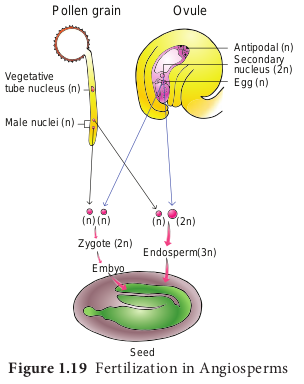 Pollen grain
Ovule
Antipodal (n)
Secondary
nucleus (2n)
Egg (n)
Vegetative
tube nucleus (n)
Male nuclei (n)
(n) (n)
(n) (2n)
Zygote (2n)
Endosperm(3n)
Embyo
Seed
Figure 1.19 Fertilization in Angiosperms